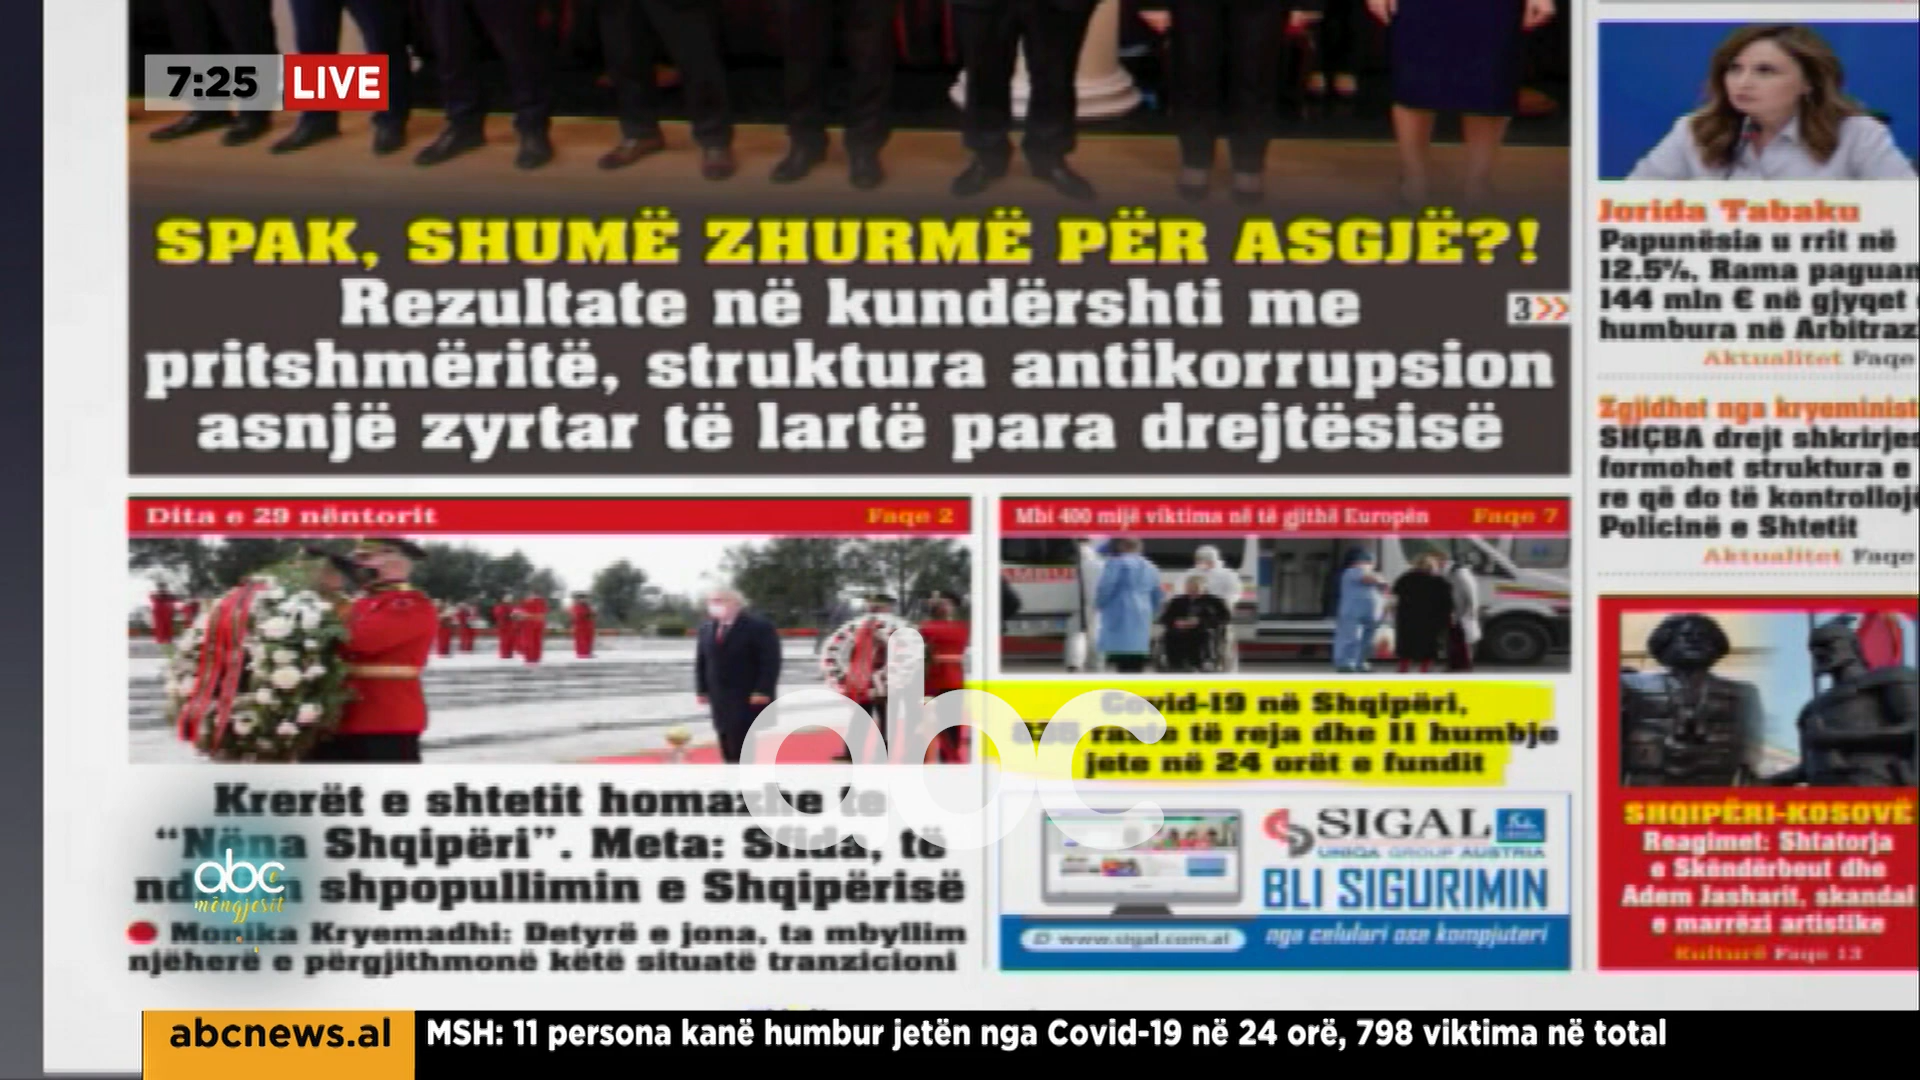 7:25 LIVE
SPAK, SHUMË ZHURMË PËR ASGJË?!
Rezultate në kundërshti me
pritshmëritë, struktura antikorrupsion
asnjë zyrtar të lartë para drejtësisë
3
Dita e 29 nëntorit Faqe 2
Krerët e shtetit homazhe te
“Nëna Shqipëri”. Meta: Sfida, të
shpopullimin e Shqipërisë
Monika Kryemadhi: Detyrë e jona, ta mbyllim
njëherë e përgjithmonë këtë situatë tranzicioni
Mbi 400 mijë viktima në të gjithë Europën Faqe 7
Covid-19 në Shqipëri,
raste të reja dhe 11 humbje
jete në 24 orët e fundit
SIGAL
UNIQA GROUP AUSTRIA
BLI SIGURIMIN
www.sigal.com.al
nga celulari ose kompjuteri
Jorida Tabaku
Papunësia u rrit në
12.5%, Rama paguan
144 mln € në gjyqet
humbura në Arbitraz
Aktualitet Faqe
Zgjidhet nga kryeminist
SHÇBA drejt shkrirjes
formohet struktura e
re që do të kontrollojë
Policinë e Shtetit
Aktualitet Faqe
SHQIPËRI-KOSOVË
Reagimet: Shtatorja
e Skënderbeut dhe
Adem Jasharit, skandal
e marrëzi artistike
Kulturë Faqe 13
abc
abc
mëngjesit
abcnews.al
MSH: 11 persona kanë humbur jetën nga Covid-19 në 24 orë, 798 viktima në total